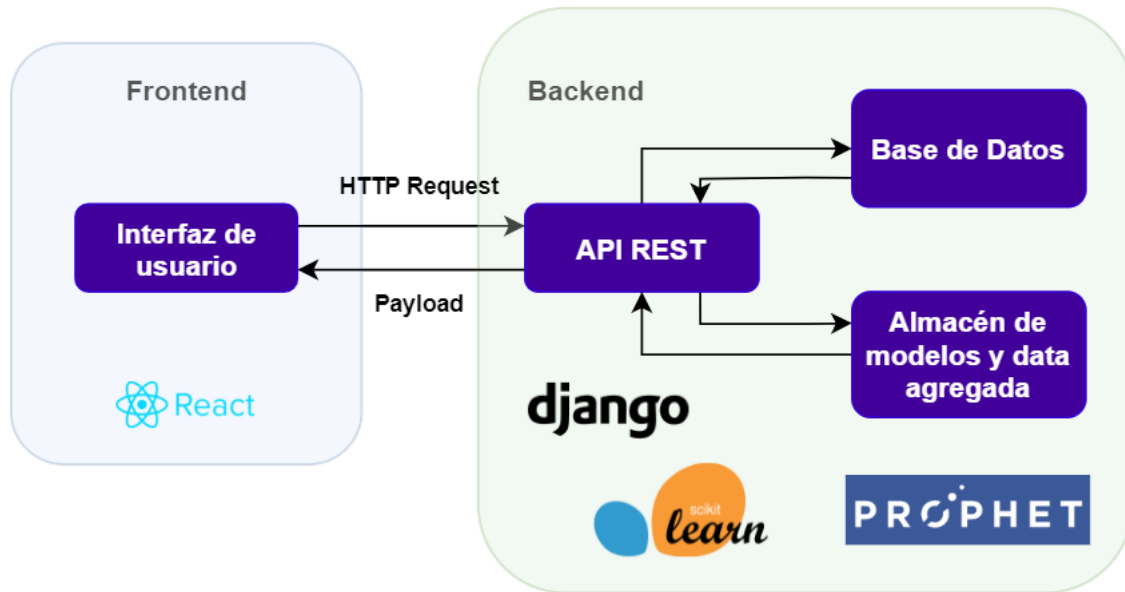 Frontend
Backend
Base de Datos
HTTP Request
Interfaz de
usuario
API REST
Payload
Almacén de
modelos y data
agregada
React
django
scikit
learn
PROPHET